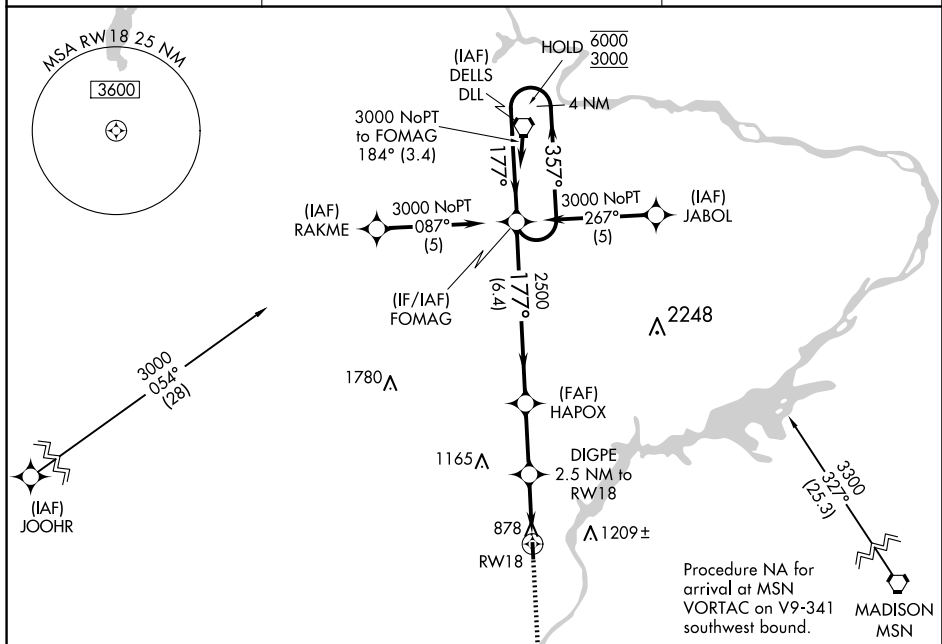 MSA RW 18 25 NM
3600
(IAF)
DELLS
DLL
HOLD 6000
3000
4 NM
3000 NoPT
to FOMAG
184° (3.4)
177°
357°
(IAF)
RAKME
3000 NoPT
087°
(5)
3000 NoPT
267°
(5)
(IAF)
JABOL
(IF/IAF)
FOMAG
2500
177°
(6.4)
2248
1780
(FAF)
HAPOX
3000
054°
(28)
(IAF)
JOOHR
1165
DIGPE
2.5 NM to
RW18
878
1209±
RW18
3300
327°
(25.3)
Procedure NA for
arrival at MSN
VORTAC on V9-341
southwest bound.
MADISON
MSN